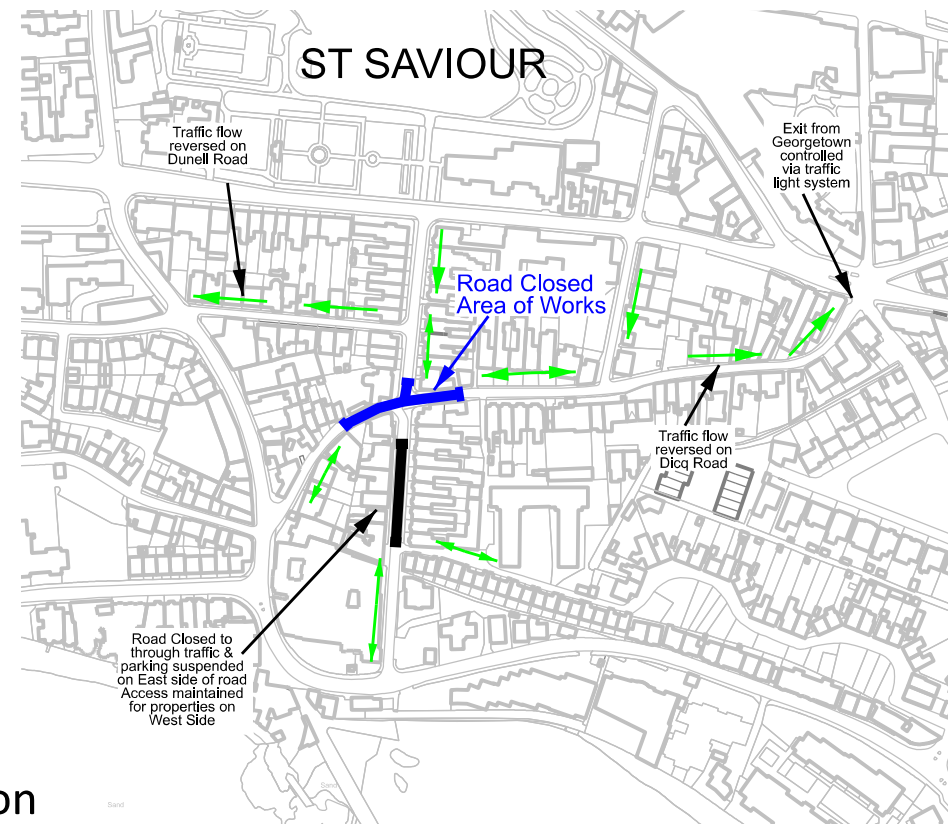 ST SAVIOUR
Traffic flow
reversed on
Dunell Road
Exit from
Georgetown
controlled
via traffic
light system
Road Closed
Area of Works
Traffic flow
reversed on
Dicq Road
Road Closed to
through traffic &
parking suspended
on East side of road
Access maintained
for properties on
West Side
Sand
Sand
on